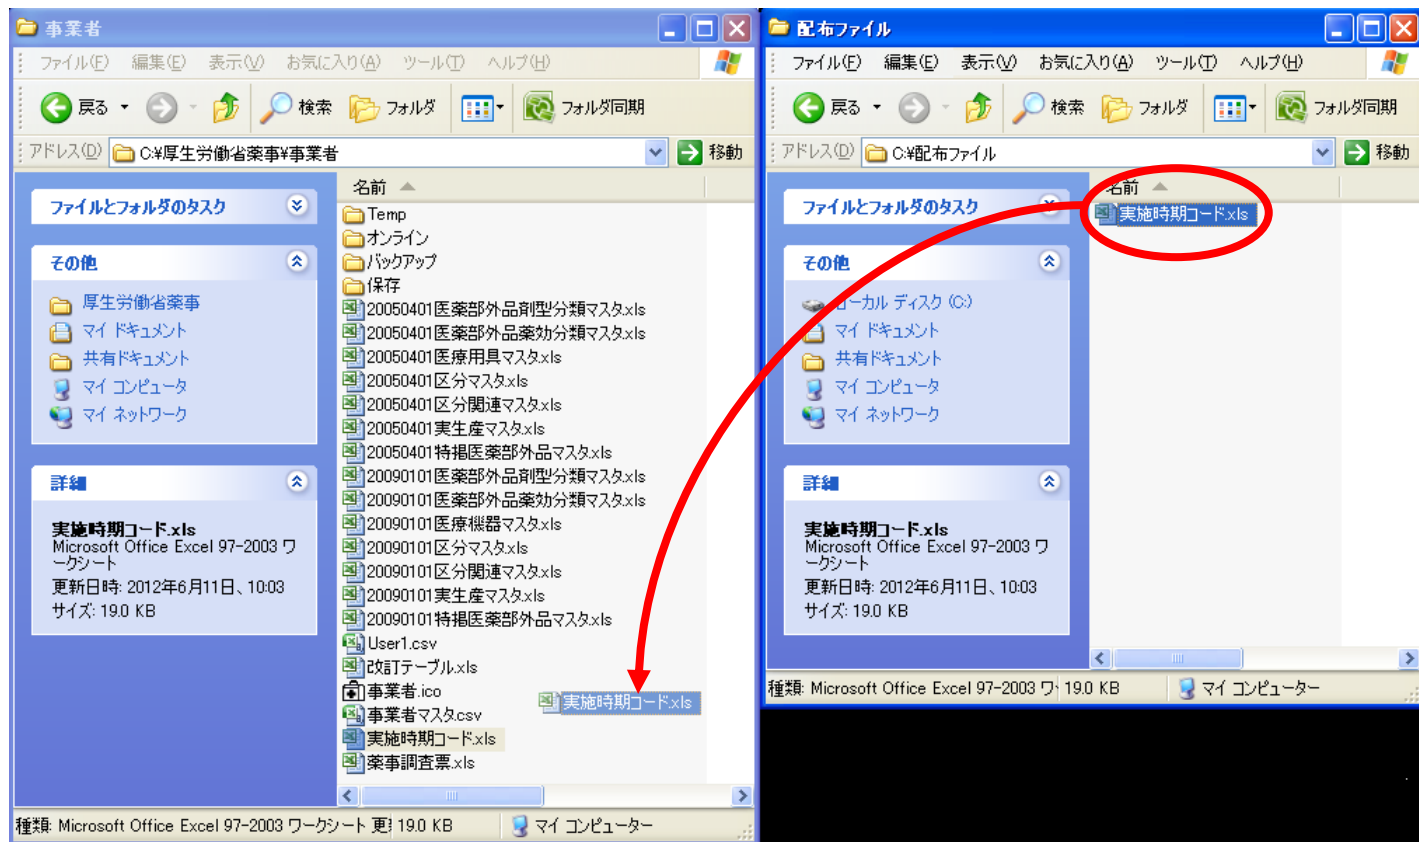 事業者
ファイル(F) 編集(E) 表示(V) お気に入り(A) ツール(T) ヘルプ(H)
戻る 検索 フォルダ フォルダ同期
アドレス(D) C:¥厚生労働省薬事¥事業者 移動
ファイルとフォルダのタスク
その他
厚生労働省薬事
マイ ドキュメント
共有ドキュメント
マイ コンピュータ
マイ ネットワーク
詳細
実施時期コード.xls
Microsoft Office Excel 97-2003 ワ
ークシート
更新日時: 2012年6月11日、10:03
サイズ: 19.0 KB
名前
Temp
オンライン
バックアップ
保存
20050401医薬部外品剤型分類マスタ.xls
20050401医薬部外品薬効分類マスタ.xls
20050401医療用具マスタ.xls
20050401区分マスタ.xls
20050401区分関連マスタ.xls
20050401実生産マスタ.xls
20050401特掲医薬部外品マスタ.xls
20090101医薬部外品剤型分類マスタ.xls
20090101医薬部外品薬効分類マスタ.xls
20090101医療機器マスタ.xls
20090101区分マスタ.xls
20090101区分関連マスタ.xls
20090101実生産マスタ.xls
20090101特掲医薬部外品マスタ.xls
User1.csv
改訂テーブル.xls
事業者.ico
実施時期コード.xls
事業者マスタ.csv
実施時期コード.xls
薬事調査票.xls
種類: Microsoft Office Excel 97-2003 ワークシート 更 19.0 KB マイ コンピューター
配布ファイル
ファイル(F) 編集(E) 表示(V) お気に入り(A) ツール(T) ヘルプ(H)
戻る 検索 フォルダ フォルダ同期
アドレス(D) C:¥配布ファイル 移動
ファイルとフォルダのタスク
その他
ローカル ディスク (C:)
マイ ドキュメント
共有ドキュメント
マイ コンピュータ
マイ ネットワーク
詳細
実施時期コード.xls
Microsoft Office Excel 97-2003 ワ
ークシート
更新日時: 2012年6月11日、10:03
サイズ: 19.0 KB
名前
実施時期コード.xls
種類: Microsoft Office Excel 97-2003 ワ 19.0 KB マイ コンピューター